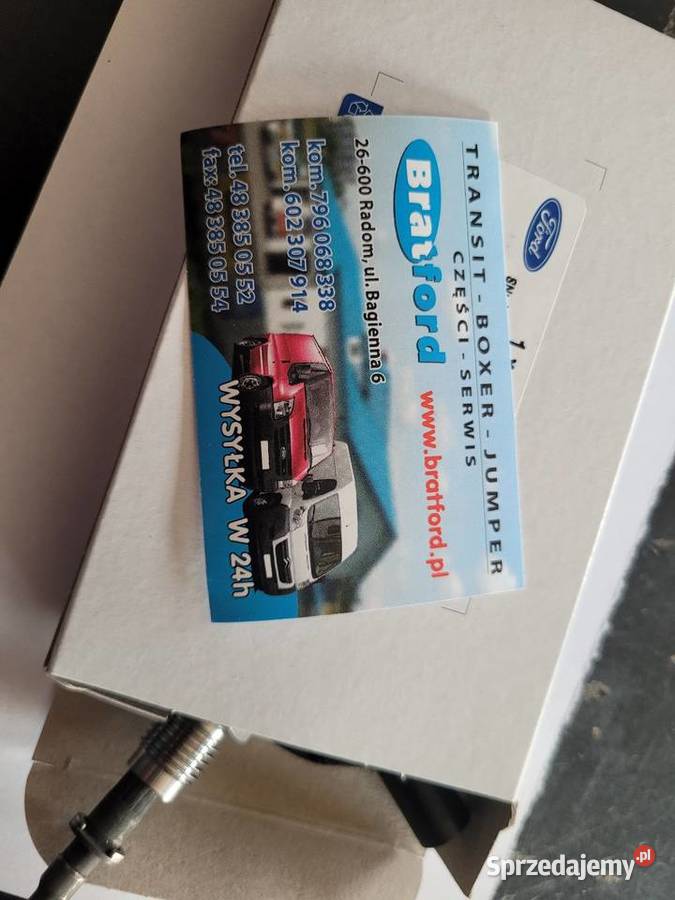 TRANSIT - BOXER - JUMPER
CZĘŚCI - SERWIS
Bratford
www.bratford.pl
26-600 Radom, ul. Bagienna 6
kom. 796 068 338
kom. 602 307 914
tel. 48 385 05 52
fax: 48 385 05 54
WYSYŁKA W 24h
Ford
Sprzedajemy.pl